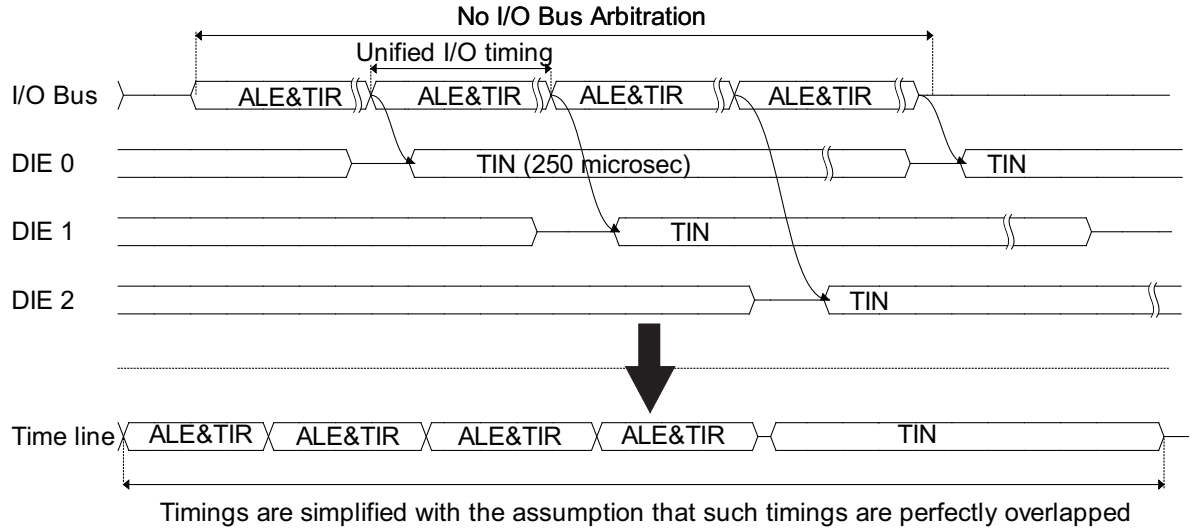 No I/O Bus Arbitration
Unified I/O timing
I/O Bus ALE&TIR ALE&TIR ALE&TIR ALE&TIR
DIE 0 TIN (250 microsec) TIN
DIE 1 TIN
DIE 2 TIN
Time line ALE&TIR ALE&TIR ALE&TIR ALE&TIR TIN
Timings are simplified with the assumption that such timings are perfectly overlapped